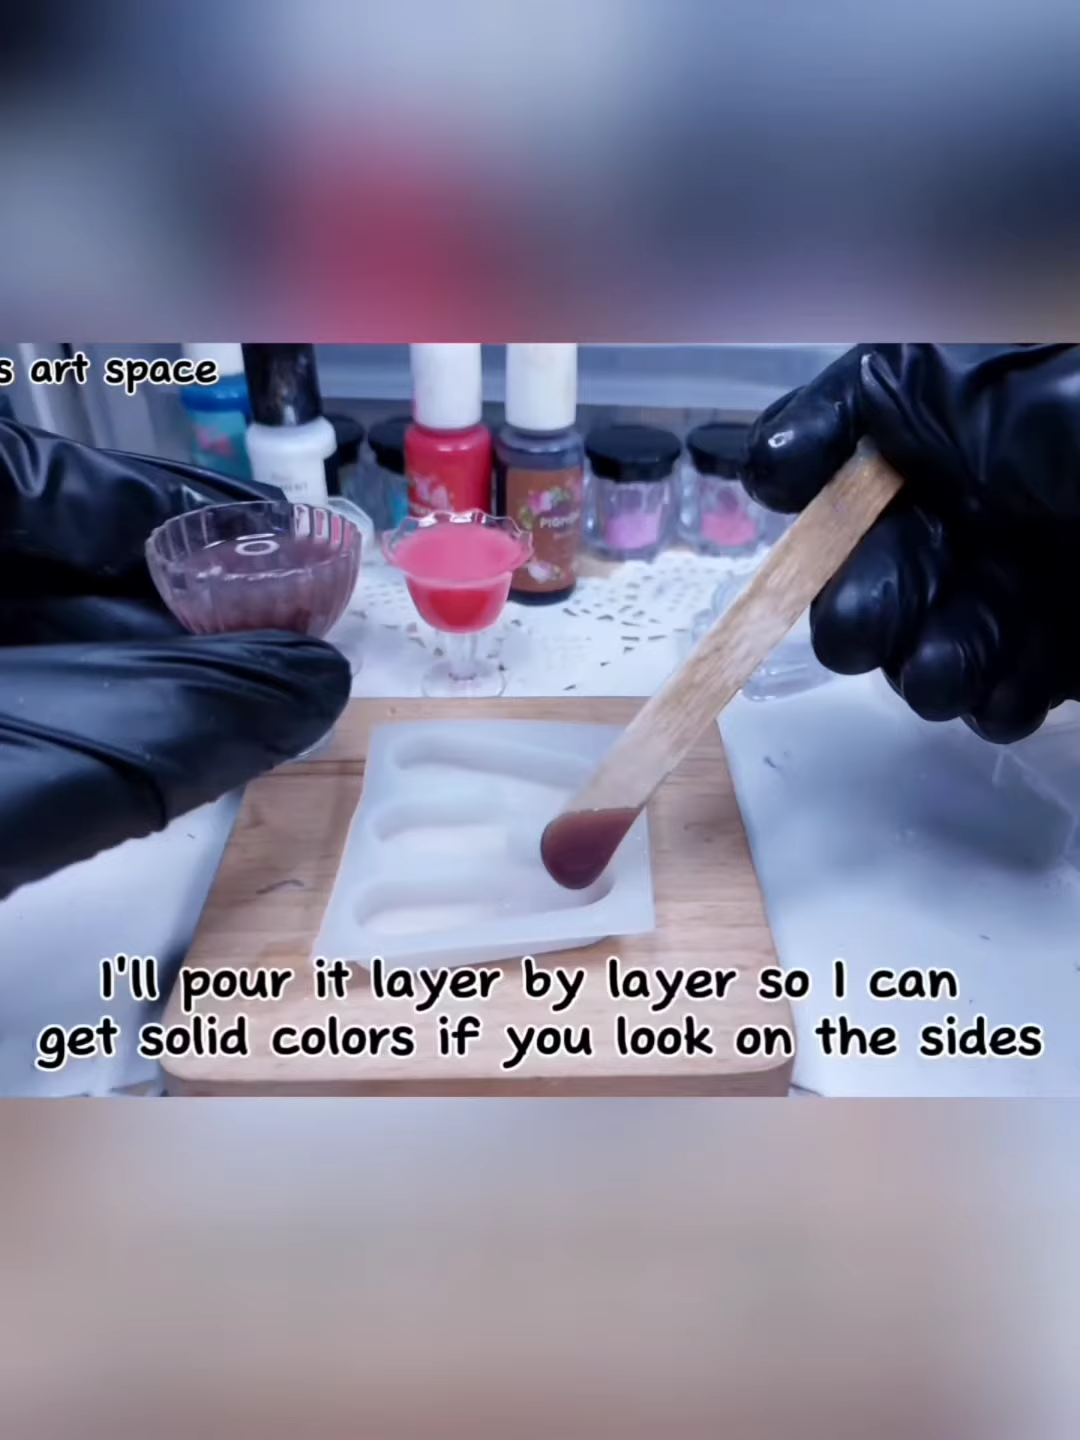 s art space
PIGM
I'll pour it layer by layer so I can
get solid colors if you look on the sides